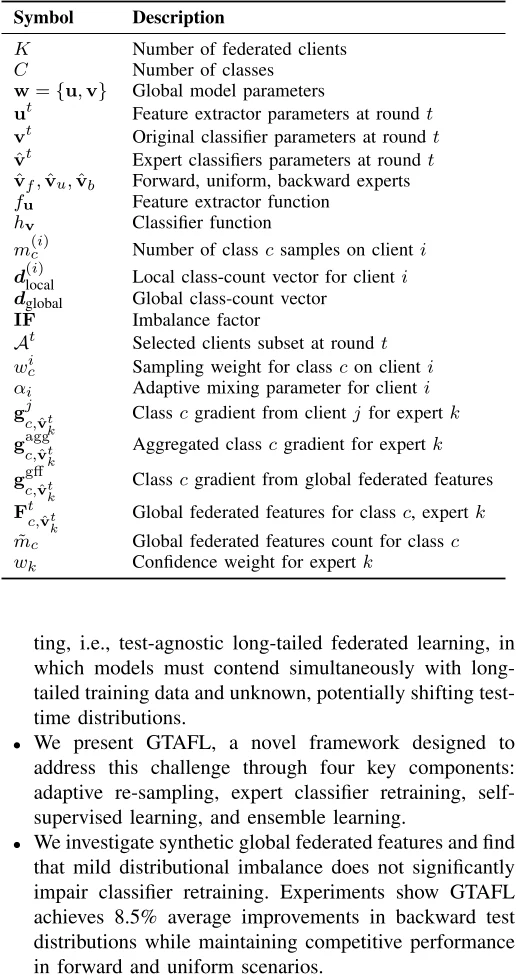 Symbol Description
K Number of federated clients
C Number of classes
w = {u, v} Global model parameters
u^t Feature extractor parameters at round t
v^t Original classifier parameters at round t
v̂^t Expert classifiers parameters at round t
v̂_f, v̂_u, v̂_b Forward, uniform, backward experts
f_u Feature extractor function
h_v Classifier function
m_c^(i) Number of class c samples on client i
d_local^(i) Local class-count vector for client i
d_global Global class-count vector
IF Imbalance factor
A^t Selected clients subset at round t
w_c^i Sampling weight for class c on client i
α_i Adaptive mixing parameter for client i
g_{c,v̂_k^t}^j Class c gradient from client j for expert k
g_{c,v̂_k^t}^agg Aggregated class c gradient for expert k
g_{c,v̂_k^t}^gff Class c gradient from global federated features
F_{c,v̂_k^t}^t Global federated features for class c, expert k
m̃_c Global federated features count for class c
w_k Confidence weight for expert k
ting, i.e., test-agnostic long-tailed federated learning, in
which models must contend simultaneously with long-
tailed training data and unknown, potentially shifting test-
time distributions.
• We present GTAFL, a novel framework designed to
address this challenge through four key components:
adaptive re-sampling, expert classifier retraining, self-
supervised learning, and ensemble learning.
• We investigate synthetic global federated features and find
that mild distributional imbalance does not significantly
impair classifier retraining. Experiments show GTAFL
achieves 8.5% average improvements in backward test
distributions while maintaining competitive performance
in forward and uniform scenarios.